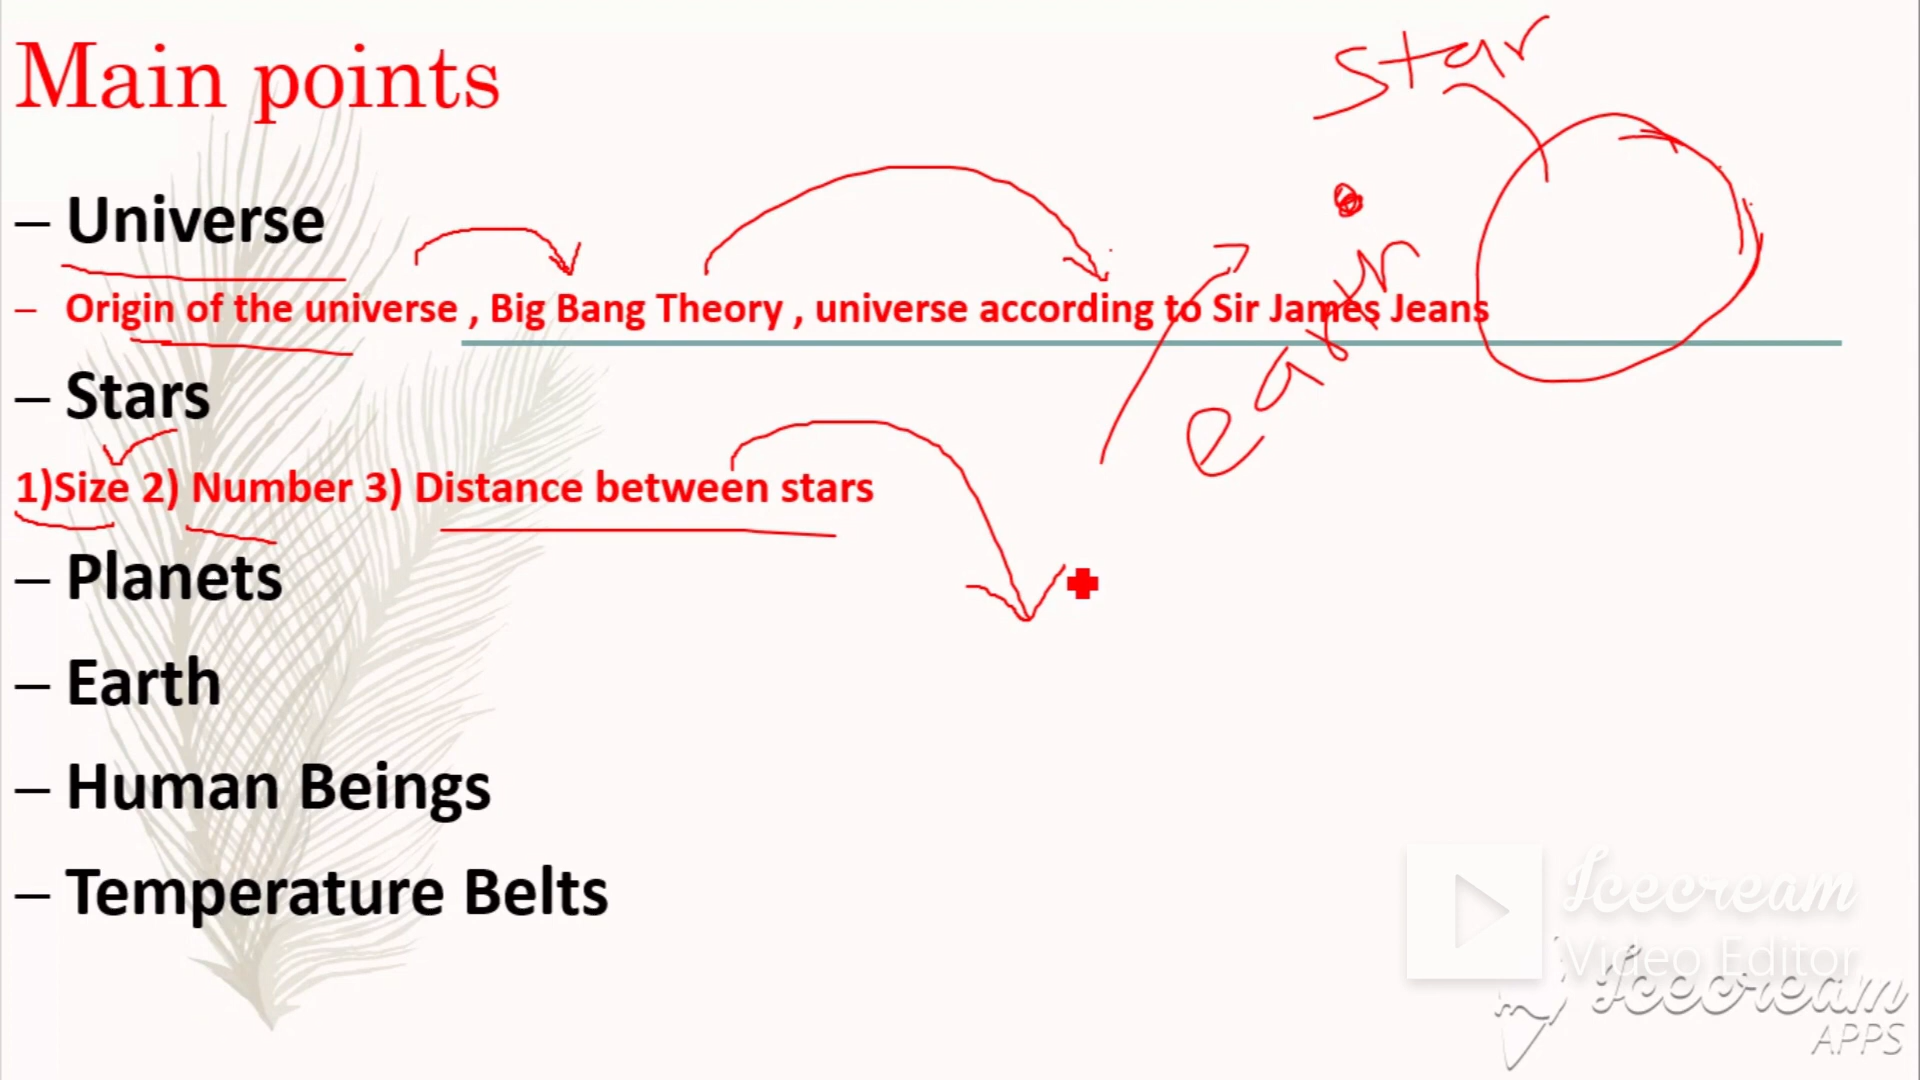 Main points
star
– Universe
– Origin of the universe , Big Bang Theory , universe according to Sir James Jeans
earth
– Stars
1)Size 2) Number 3) Distance between stars
– Planets
– Earth
– Human Beings
– Temperature Belts
Icecream
Video Editor
Icecream
APPS